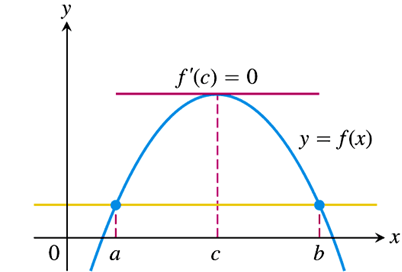 y
f′(c) = 0
y = f(x)
0 a c b x